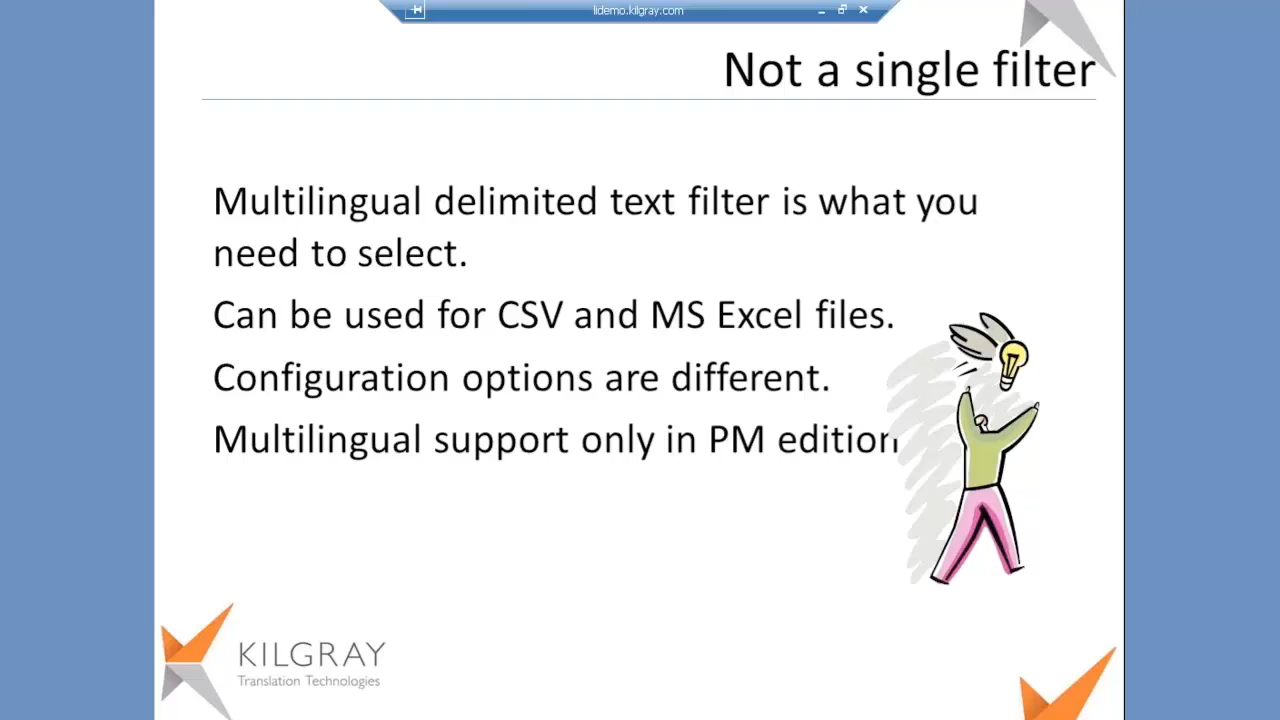 lidemo.kilgray.com
Not a single filter
Multilingual delimited text filter is what you
need to select.
Can be used for CSV and MS Excel files.
Configuration options are different.
Multilingual support only in PM edition
KILGRAY
Translation Technologies